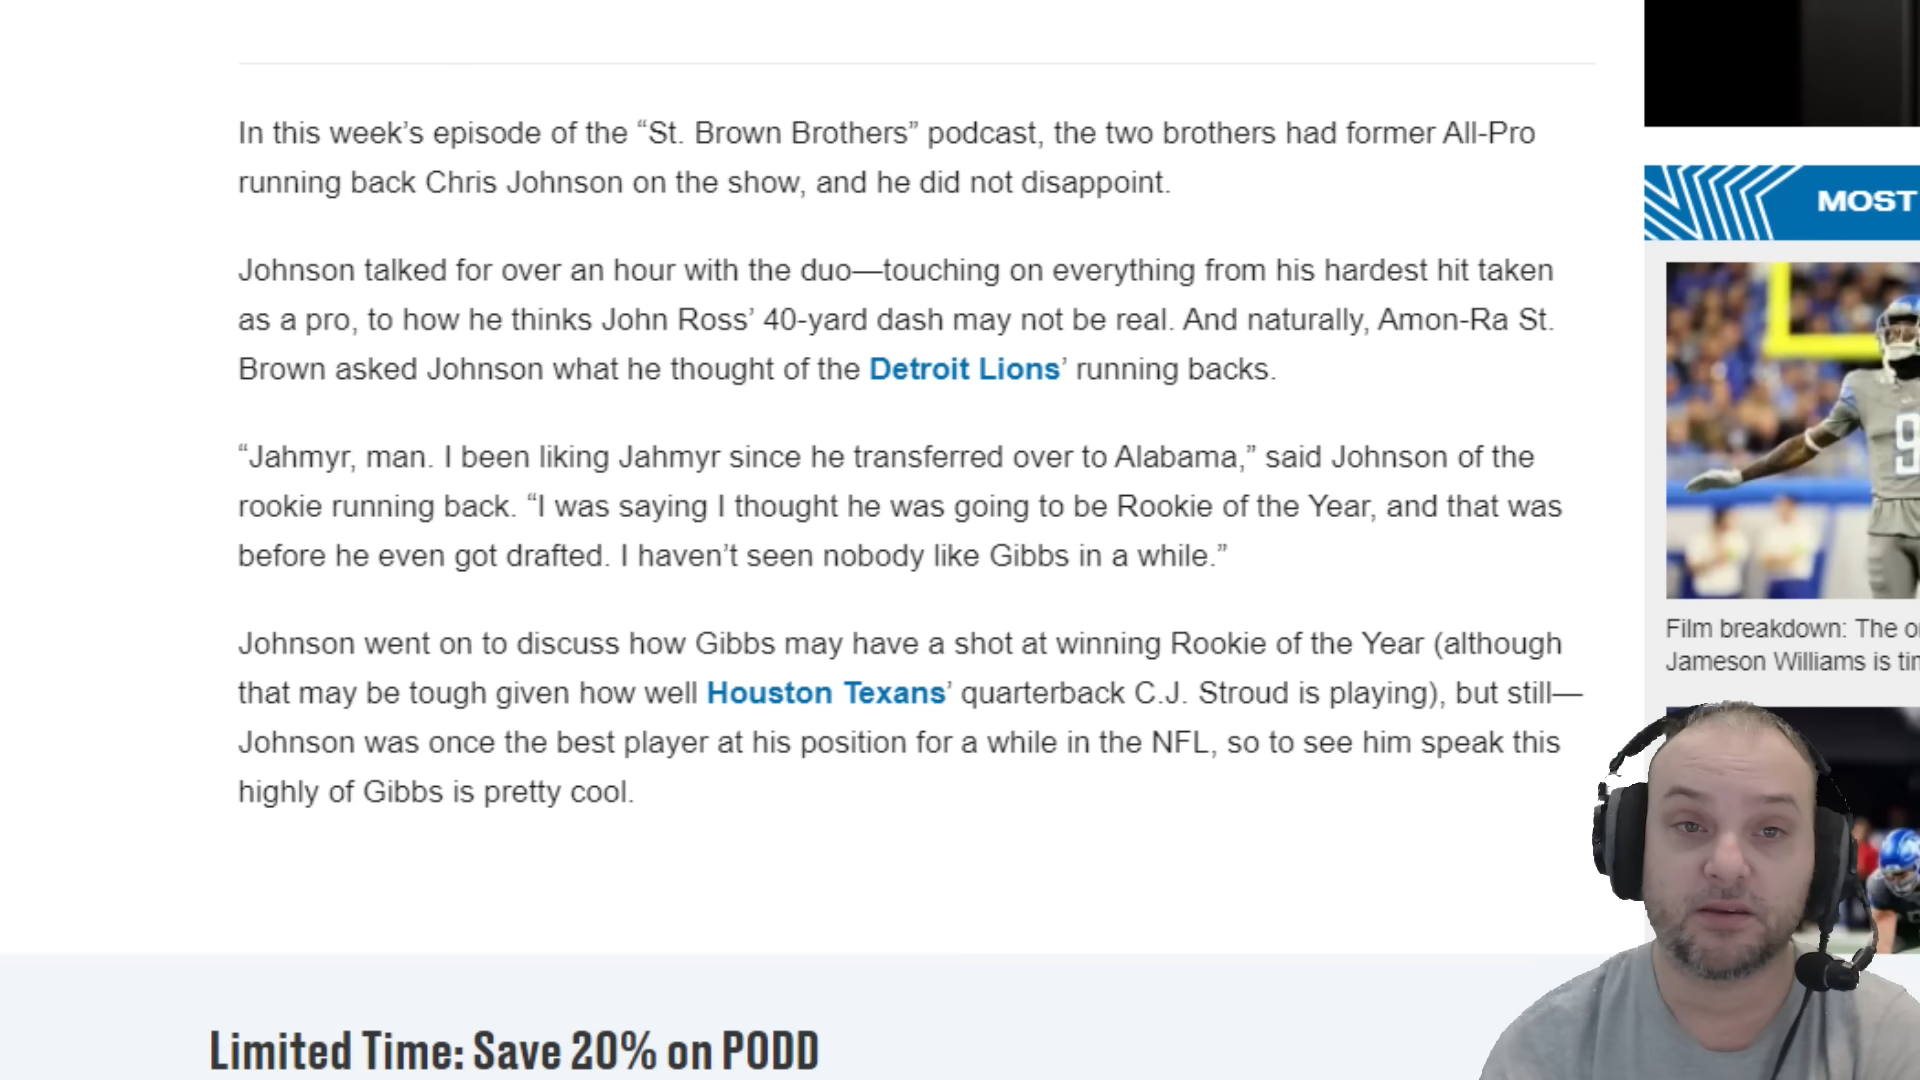 In this week’s episode of the “St. Brown Brothers” podcast, the two brothers had former All-Pro
running back Chris Johnson on the show, and he did not disappoint.
Johnson talked for over an hour with the duo—touching on everything from his hardest hit taken
as a pro, to how he thinks John Ross’ 40-yard dash may not be real. And naturally, Amon-Ra St.
Brown asked Johnson what he thought of the Detroit Lions’ running backs.
“Jahmyr, man. I been liking Jahmyr since he transferred over to Alabama,” said Johnson of the
rookie running back. “I was saying I thought he was going to be Rookie of the Year, and that was
before he even got drafted. I haven’t seen nobody like Gibbs in a while.”
Johnson went on to discuss how Gibbs may have a shot at winning Rookie of the Year (although
that may be tough given how well Houston Texans’ quarterback C.J. Stroud is playing), but still—
Johnson was once the best player at his position for a while in the NFL, so to see him speak this
highly of Gibbs is pretty cool.
Limited Time: Save 20% on PODD
MOST
9
Film breakdown: The
Jameson Williams is